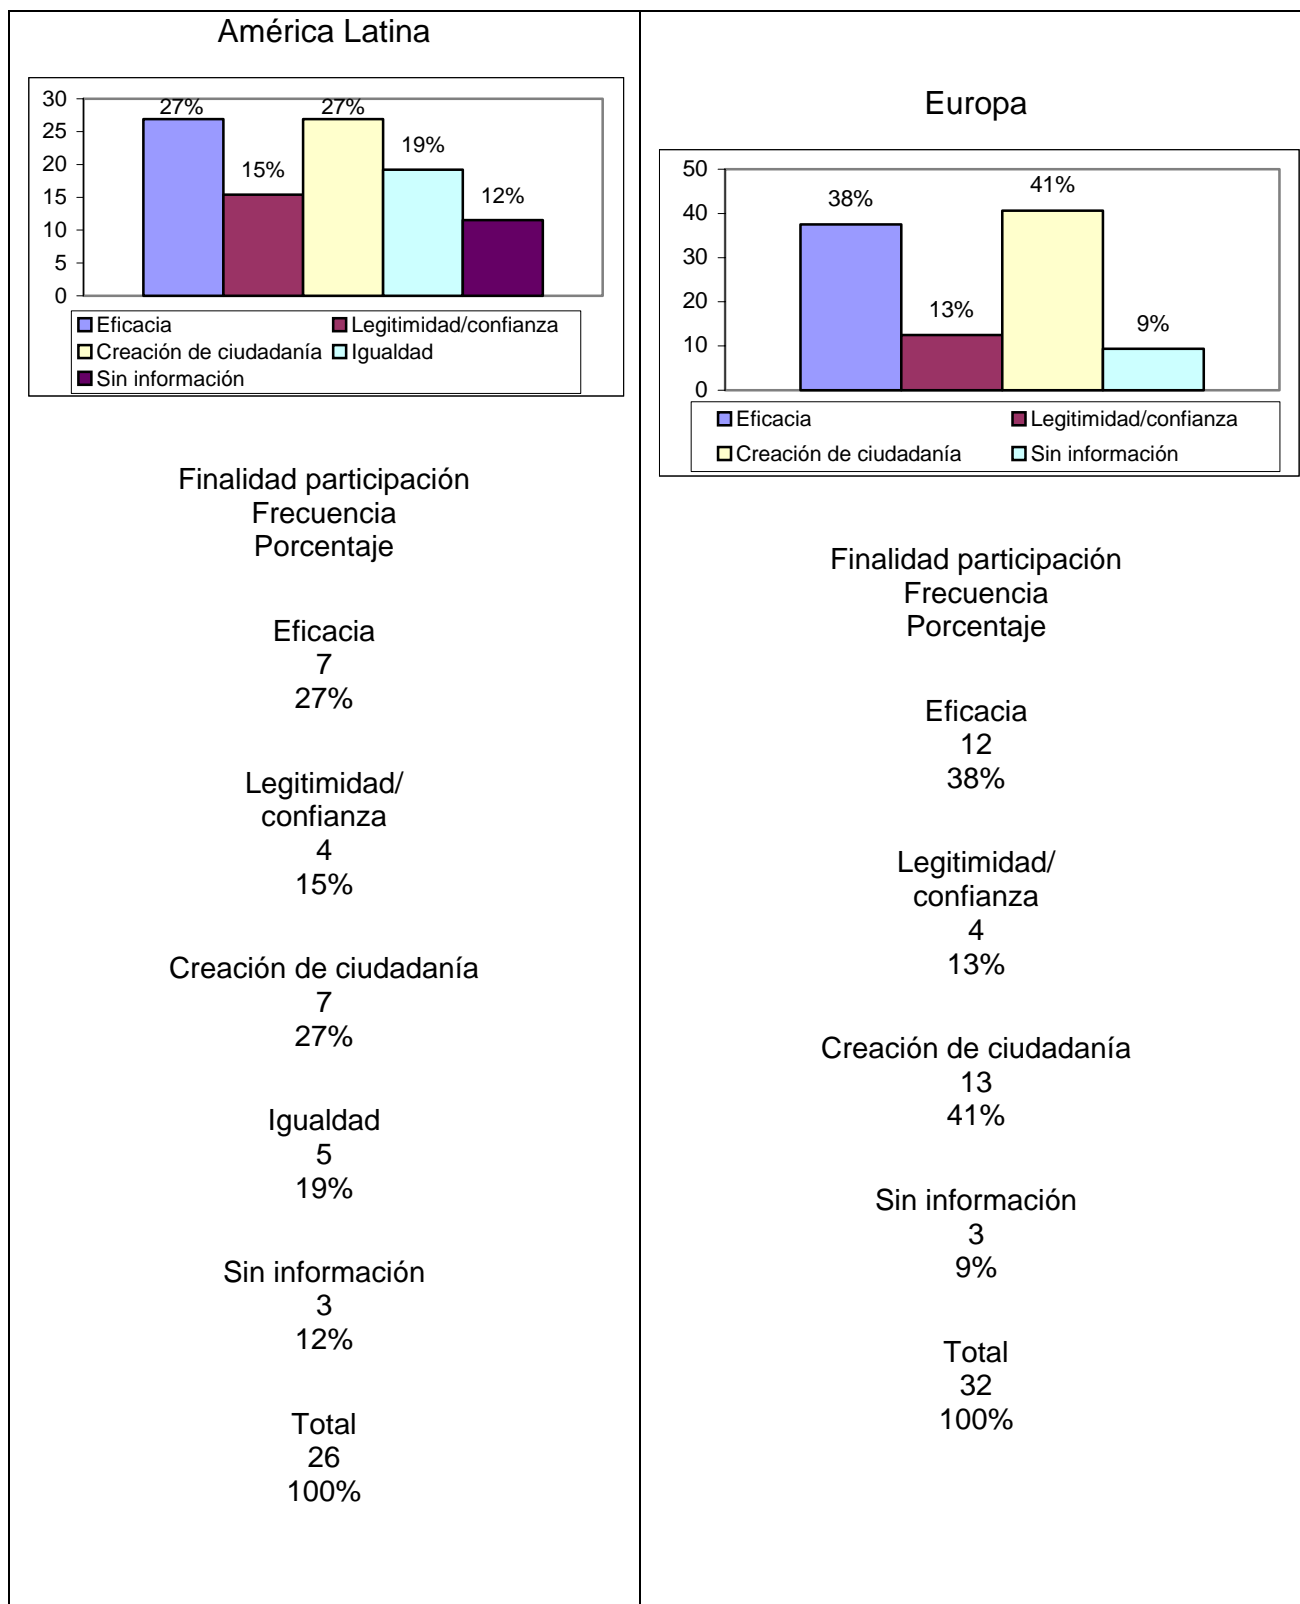 América Latina
30
25
20
15
10
5
0
27%
15%
27%
19%
12%
Eficacia
Legitimidad/confianza
Creación de ciudadanía
Igualdad
Sin información
Finalidad participación
Frecuencia
Porcentaje
Eficacia
7
27%
Legitimidad/
confianza
4
15%
Creación de ciudadanía
7
27%
Igualdad
5
19%
Sin información
3
12%
Total
26
100%
Europa
50
40
30
20
10
0
38%
13%
41%
9%
Eficacia
Legitimidad/confianza
Creación de ciudadanía
Sin información
Finalidad participación
Frecuencia
Porcentaje
Eficacia
12
38%
Legitimidad/
confianza
4
13%
Creación de ciudadanía
13
41%
Sin información
3
9%
Total
32
100%